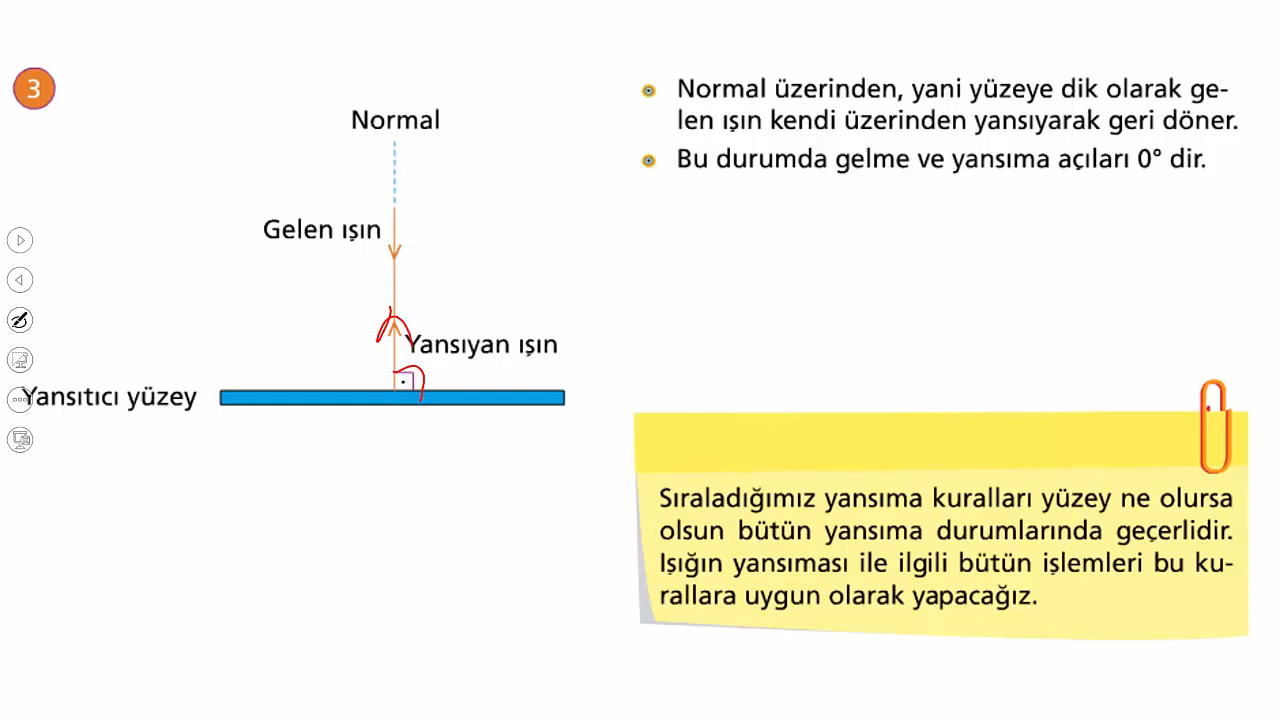 3
Normal
Gelen ışın
Yansıyan ışın
Yansıtıcı yüzey
Normal üzerinden, yani yüzeye dik olarak ge-
len ışın kendi üzerinden yansıyarak geri döner.
Bu durumda gelme ve yansıma açıları 0° dir.
Sıraladığımız yansıma kuralları yüzey ne olursa
olsun bütün yansıma durumlarında geçerlidir.
Işığın yansıması ile ilgili bütün işlemleri bu ku-
rallara uygun olarak yapacağız.